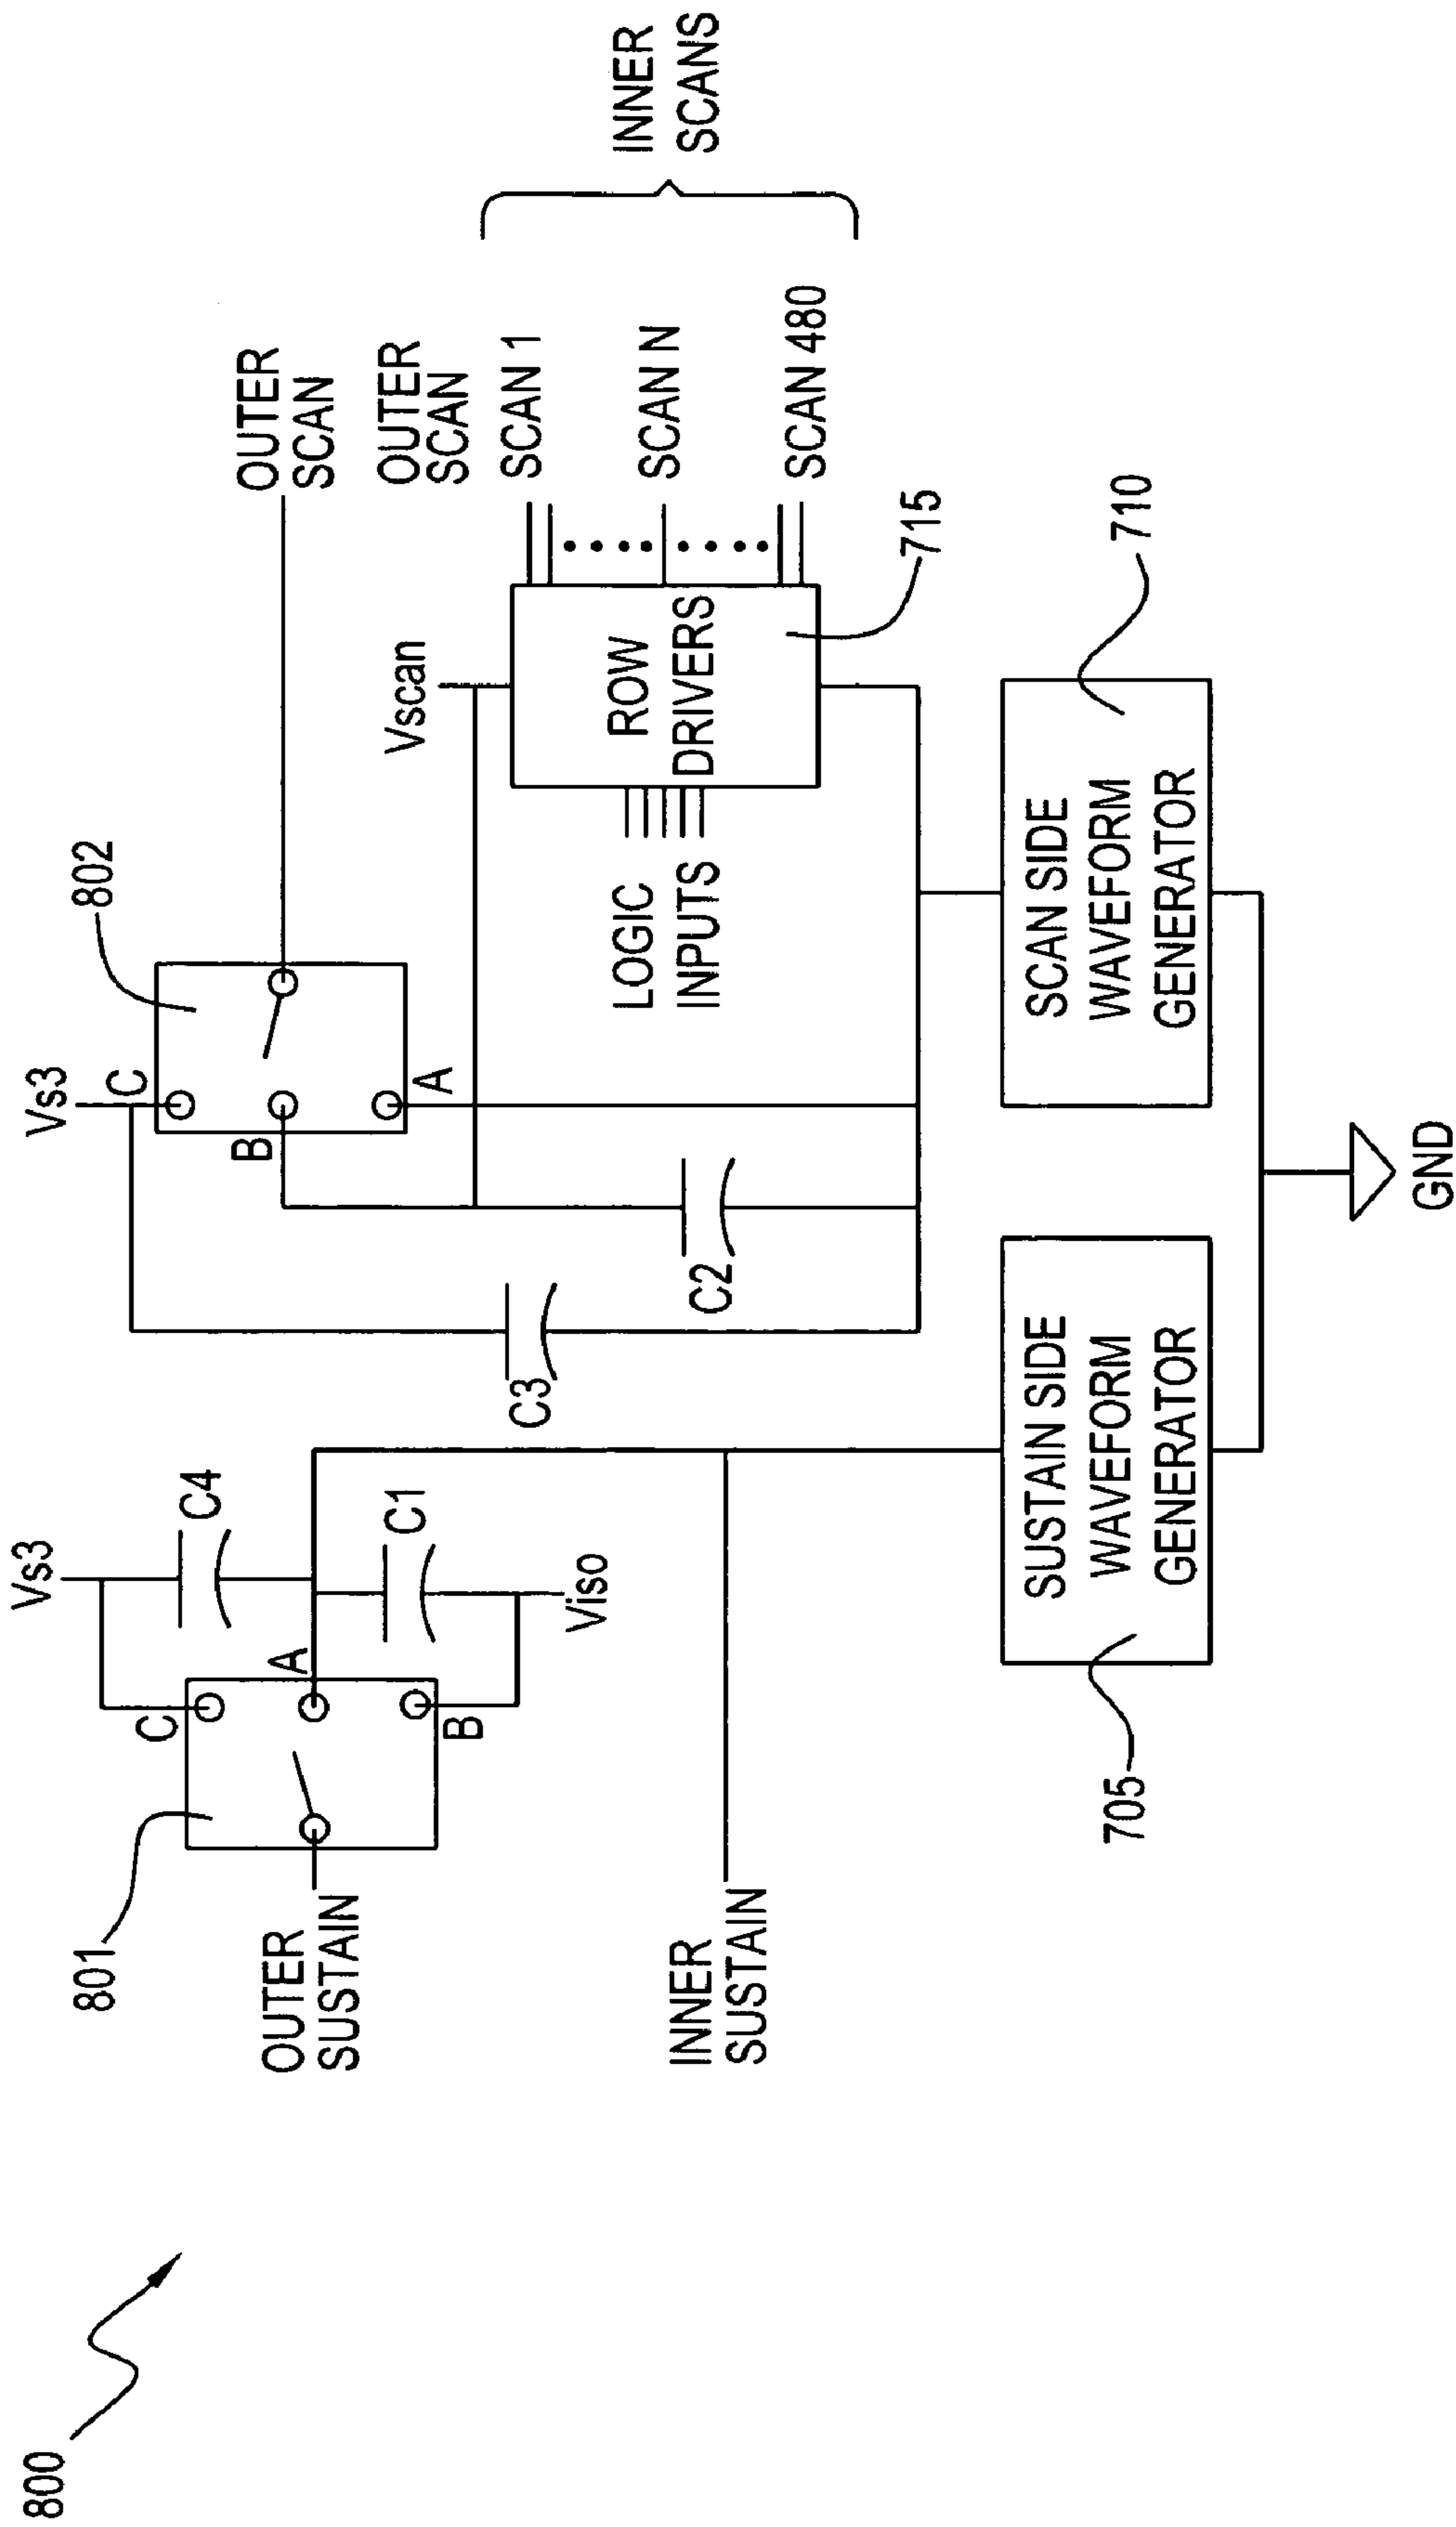 800
801
OUTER
SUSTAIN
Vs3
C
A
B
C4
C1
Viso
INNER
SUSTAIN
Vs3
802
C
B
A
C3
C2
OUTER
SCAN
OUTER
SCAN
Vscan
LOGIC
INPUTS
ROW
DRIVERS
SCAN 1
SCAN N
SCAN 480
INNER
SCANS
715
710
705
SUSTAIN SIDE
WAVEFORM
GENERATOR
SCAN SIDE
WAVEFORM
GENERATOR
GND